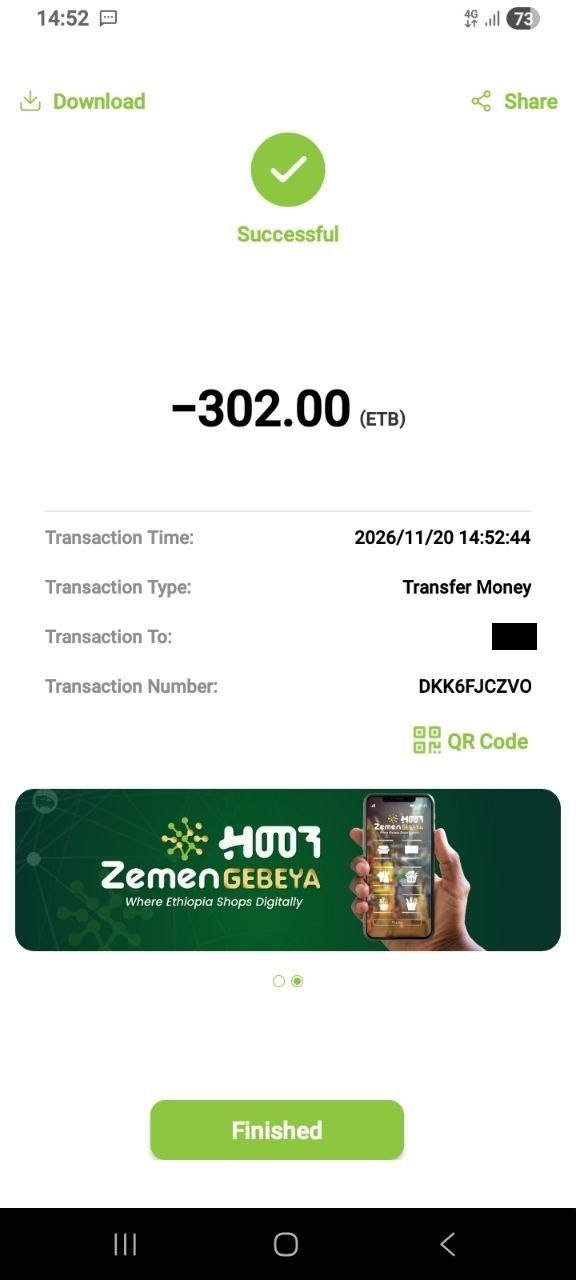 14:52
4G
73
Download
Share
Successful
-302.00 (ETB)
Transaction Time: 2026/11/20 14:52:44
Transaction Type: Transfer Money
Transaction To:
Transaction Number: DKK6FJCZVO
QR Code
ዘመን
ZemenGEBEYA
Where Ethiopia Shops Digitally
ZemenGEBEYA
Finished